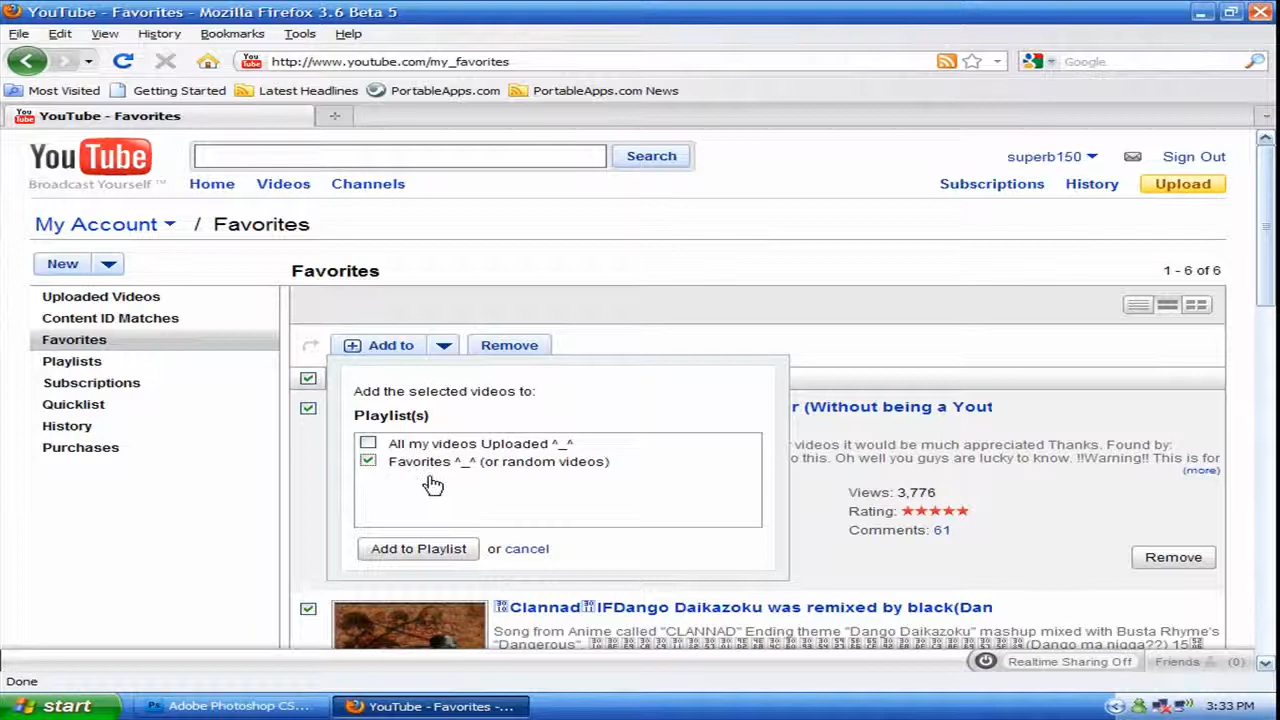 YouTube - Favorites - Mozilla Firefox 3.6 Beta 5
File Edit View History Bookmarks Tools Help
You Tube http://www.youtube.com/my_favorites Google
Most Visited Getting Started Latest Headlines PortableApps.com PortableApps.com News
You Tube YouTube - Favorites
YouTube Search superb150 Sign Out
Broadcast Yourself ™ Home Videos Channels Subscriptions History Upload
My Account / Favorites
New Favorites 1 - 6 of 6
Uploaded Videos
Content ID Matches
Favorites
Playlists
Subscriptions
Quicklist
History
Purchases
Add to Remove
Add the selected videos to:
Playlist(s)
All my videos Uploaded ^_^
Favorites ^_^ (or random videos)
Add to Playlist or cancel
r (Without being a Yout
videos it would be much appreciated Thanks. Found by:
o this. Oh well you guys are lucky to know. !!Warning!! This is for
(more)
Views: 3,776
Rating:
Comments: 61
Remove
Clannad IFDango Daikazoku was remixed by black(Dan
Song from Anime called "CLANNAD" Ending theme "Dango Daikazoku" mashup mixed with Busta Rhyme's
"Dangerous".
Realtime Sharing Off Friends (0)
Done
start Adobe Photoshop CS... YouTube - Favorites -... 3:33 PM